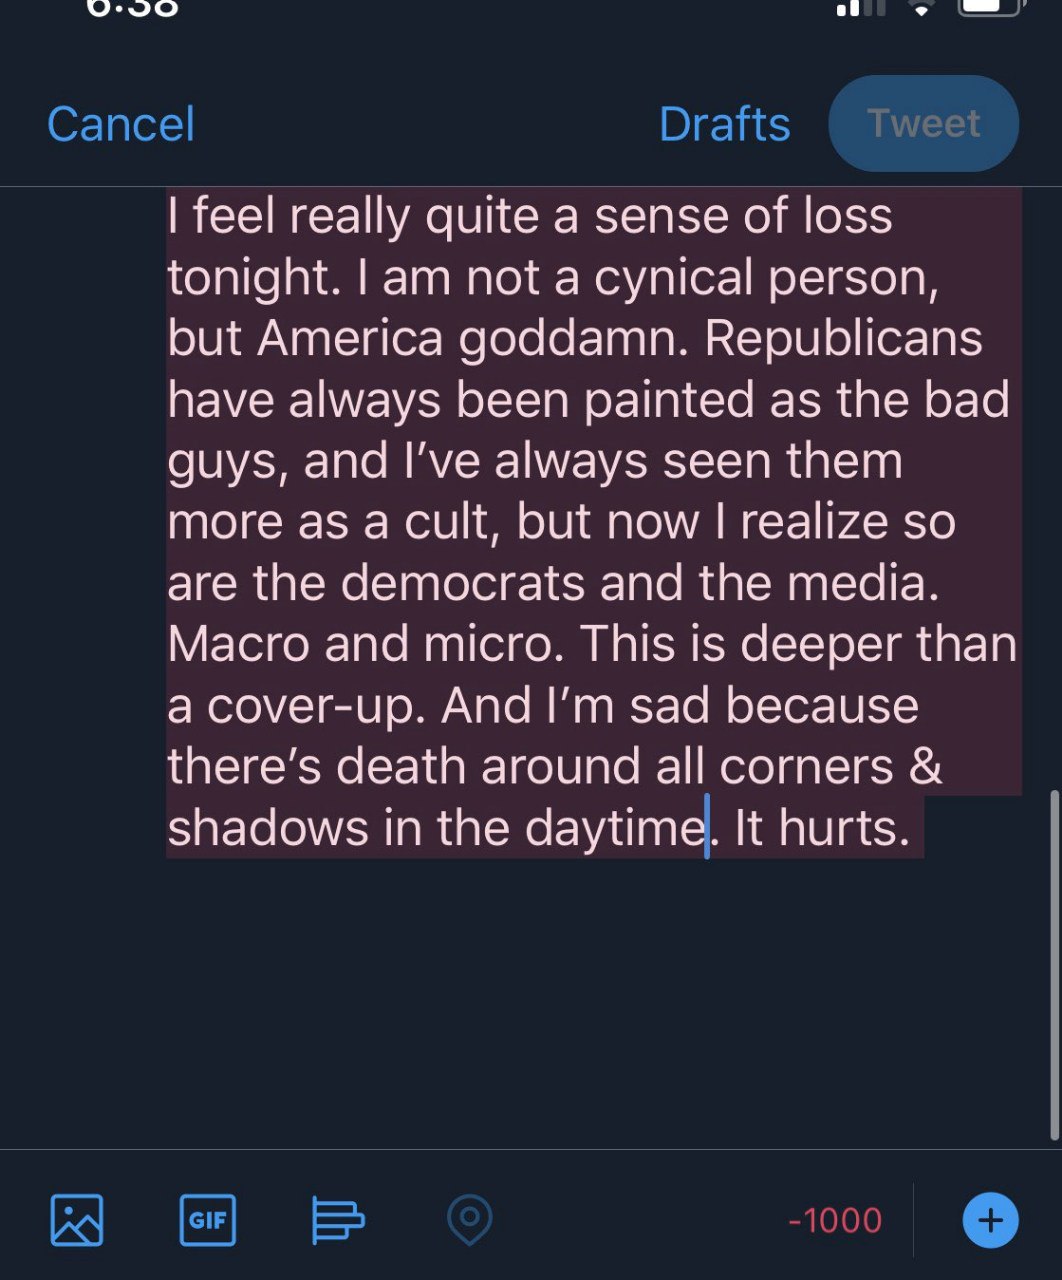 6:38
Cancel
Drafts
Tweet
I feel really quite a sense of loss
tonight. I am not a cynical person,
but America goddamn. Republicans
have always been painted as the bad
guys, and I’ve always seen them
more as a cult, but now I realize so
are the democrats and the media.
Macro and micro. This is deeper than
a cover-up. And I’m sad because
there’s death around all corners &
shadows in the daytime. It hurts.
GIF
-1000